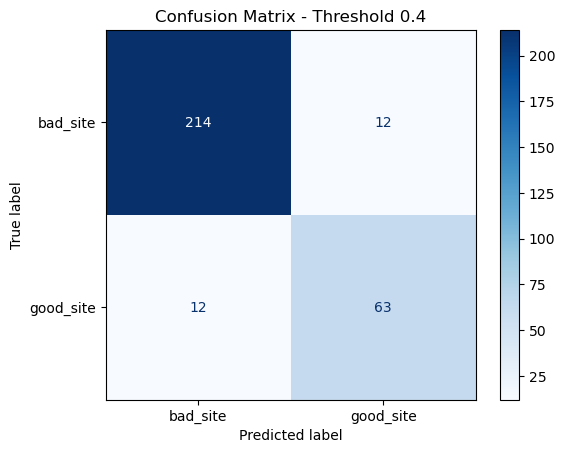 Confusion Matrix - Threshold 0.4
True label
bad_site
214
12
good_site
12
63
bad_site
good_site
Predicted label
200
175
150
125
100
75
50
25